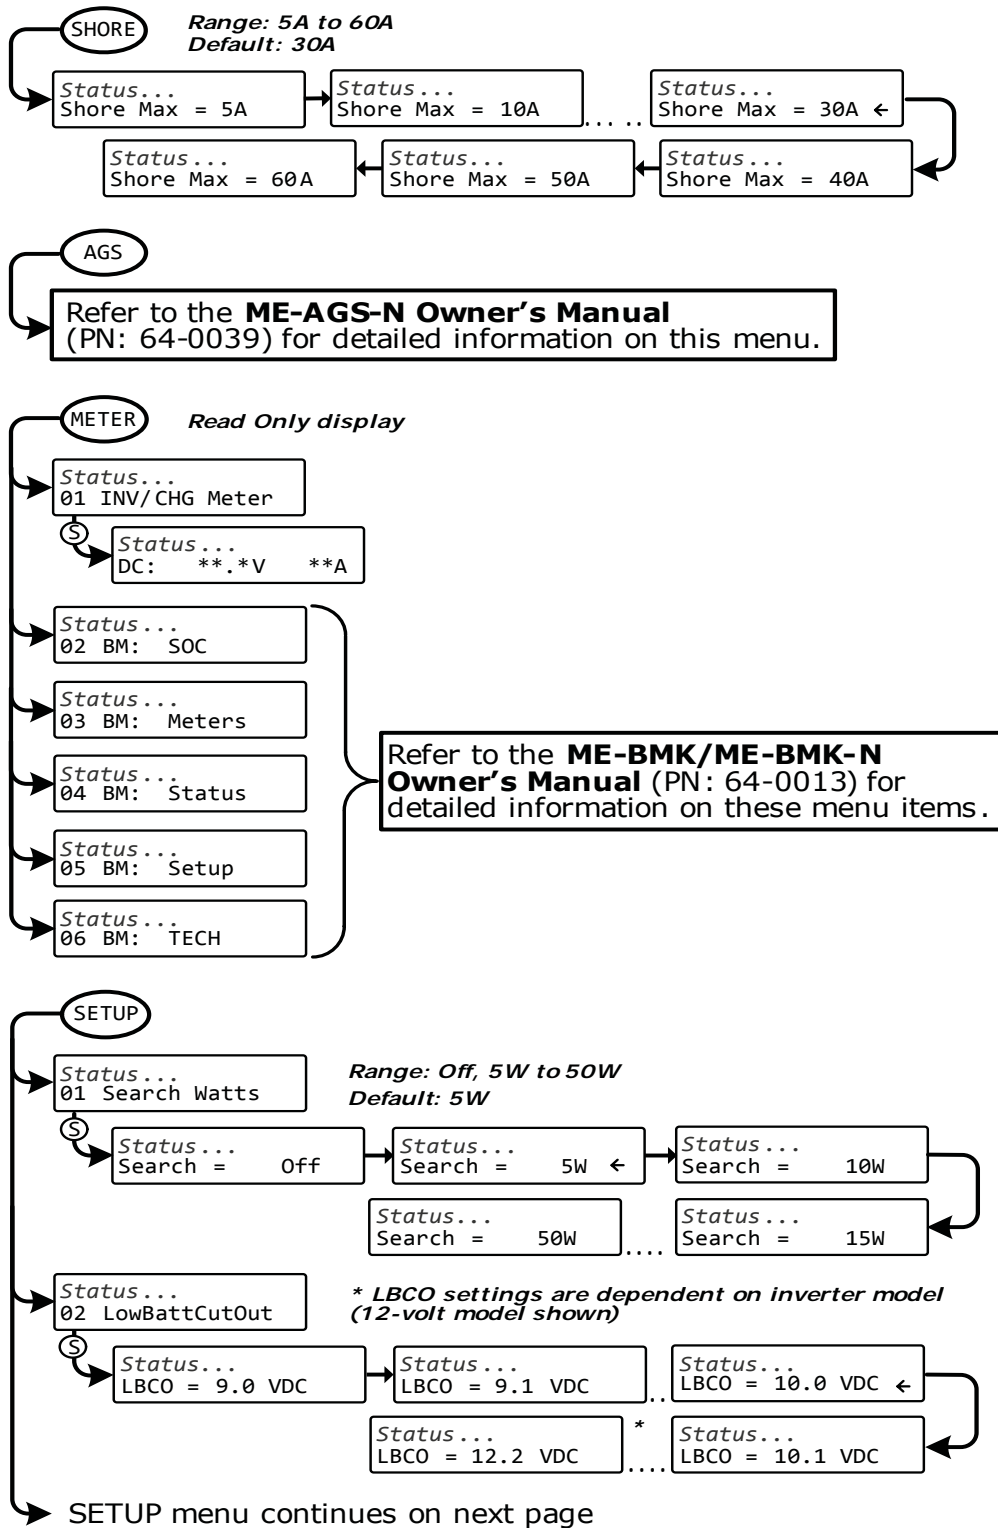 SHORE
Range: 5A to 60A
Default: 30A
Status...
Shore Max = 5A
Status...
Shore Max = 10A
... ..
Status...
Shore Max = 30A ←
Status...
Shore Max = 60A
Status...
Shore Max = 50A
Status...
Shore Max = 40A
AGS
Refer to the ME-AGS-N Owner's Manual
(PN: 64-0039) for detailed information on this menu.
METER
Read Only display
Status...
01 INV/CHG Meter
S
Status...
DC: **.*V **A
Status...
02 BM: SOC
Status...
03 BM: Meters
Status...
04 BM: Status
Status...
05 BM: Setup
Status...
06 BM: TECH
Refer to the ME-BMK/ME-BMK-N
Owner's Manual (PN: 64-0013) for
detailed information on these menu items.
SETUP
Status...
01 Search Watts
Range: Off, 5W to 50W
Default: 5W
S
Status...
Search = Off
Status...
Search = 5W ←
Status...
Search = 10W
Status...
Search = 50W
....
Status...
Search = 15W
Status...
02 LowBattCutOut
* LBCO settings are dependent on inverter model
(12-volt model shown)
S
Status...
LBCO = 9.0 VDC
Status...
LBCO = 9.1 VDC
..
Status...
LBCO = 10.0 VDC ←
Status...
LBCO = 12.2 VDC
*
....
Status...
LBCO = 10.1 VDC
SETUP menu continues on next page